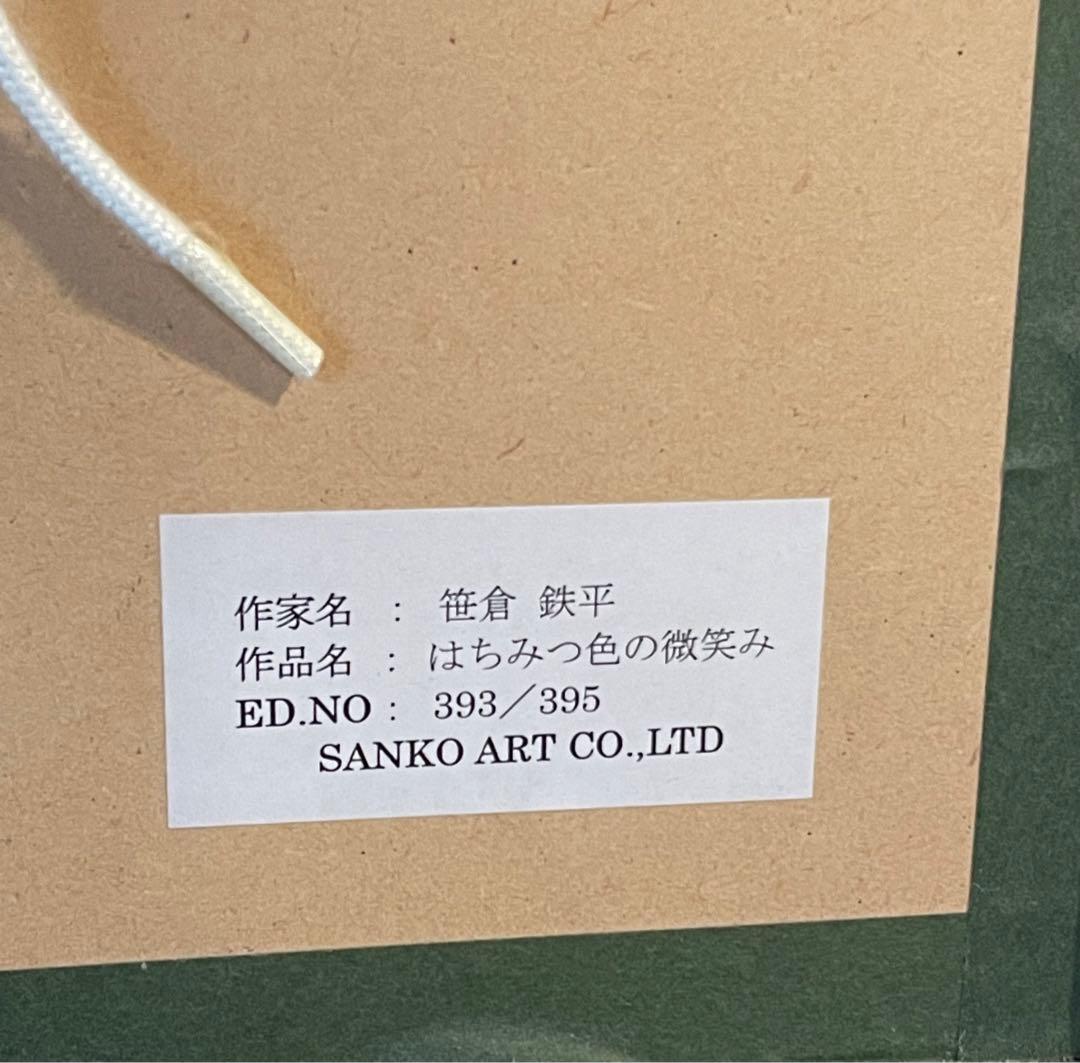 作家名 : 笹倉 鉄平
作品名 : はちみつ色の微笑み
ED.NO : 393／395
SANKO ART CO.,LTD